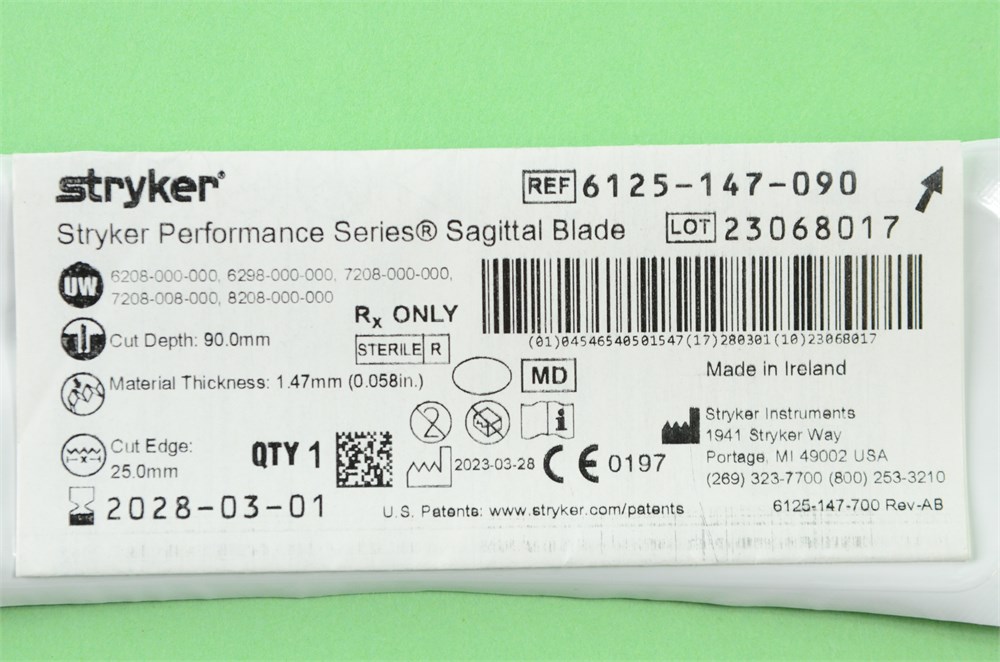 stryker®
REF 6125-147-090
Stryker Performance Series® Sagittal Blade
LOT 23068017
UW 6208-000-000, 6298-000-000, 7208-000-000,
7208-008-000, 8208-000-000
Rx ONLY
(01)04546540501547(17)280301(10)23068017
Cut Depth: 90.0mm
STERILE R
Made in Ireland
Material Thickness: 1.47mm (0.058in.)
MD
2
i
Stryker Instruments
1941 Stryker Way
Portage, MI 49002 USA
(269) 323-7700 (800) 253-3210
Cut Edge:
25.0mm
x
QTY 1
2023-03-28
CE 0197
2028-03-01
U.S. Patents: www.stryker.com/patents
6125-147-700 Rev-AB